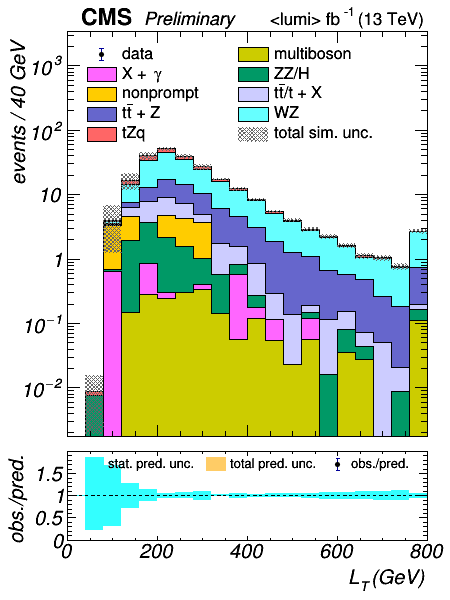 CMS Preliminary <lumi> fb⁻¹ (13 TeV)
events / 40 GeV
data
multiboson
X + γ
ZZ/H
nonprompt
tt̄/t + X
tt̄ + Z
WZ
tZq
total sim. unc.
10³
10²
10
1
10⁻¹
10⁻²
obs./pred.
stat. pred. unc. total pred. unc. obs./pred.
1.5
1
0.5
0
0 200 400 600 800
L_T(GeV)